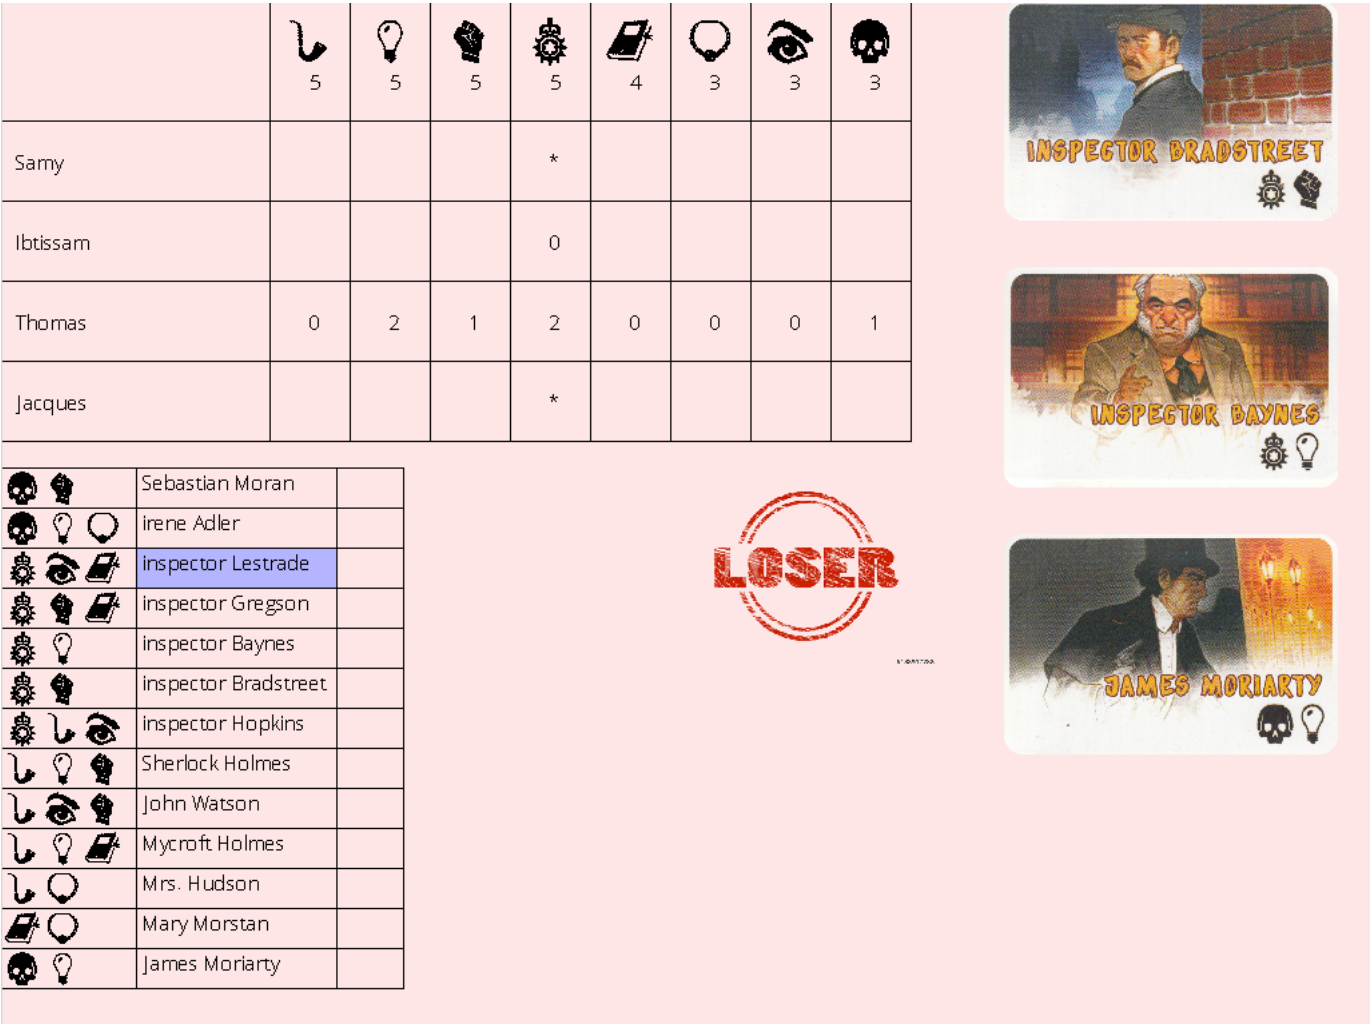 5 5 5 5 4 3 3 3
Samy *
Ibtissam 0
Thomas 0 2 1 2 0 0 0 1
Jacques *
Sebastian Moran
irene Adler
inspector Lestrade
inspector Gregson
inspector Baynes
inspector Bradstreet
inspector Hopkins
Sherlock Holmes
John Watson
Mycroft Holmes
Mrs. Hudson
Mary Morstan
James Moriarty
LOSER
INSPECTOR BRADSTREET
INSPECTOR BAYNES
JAMES MORIARTY